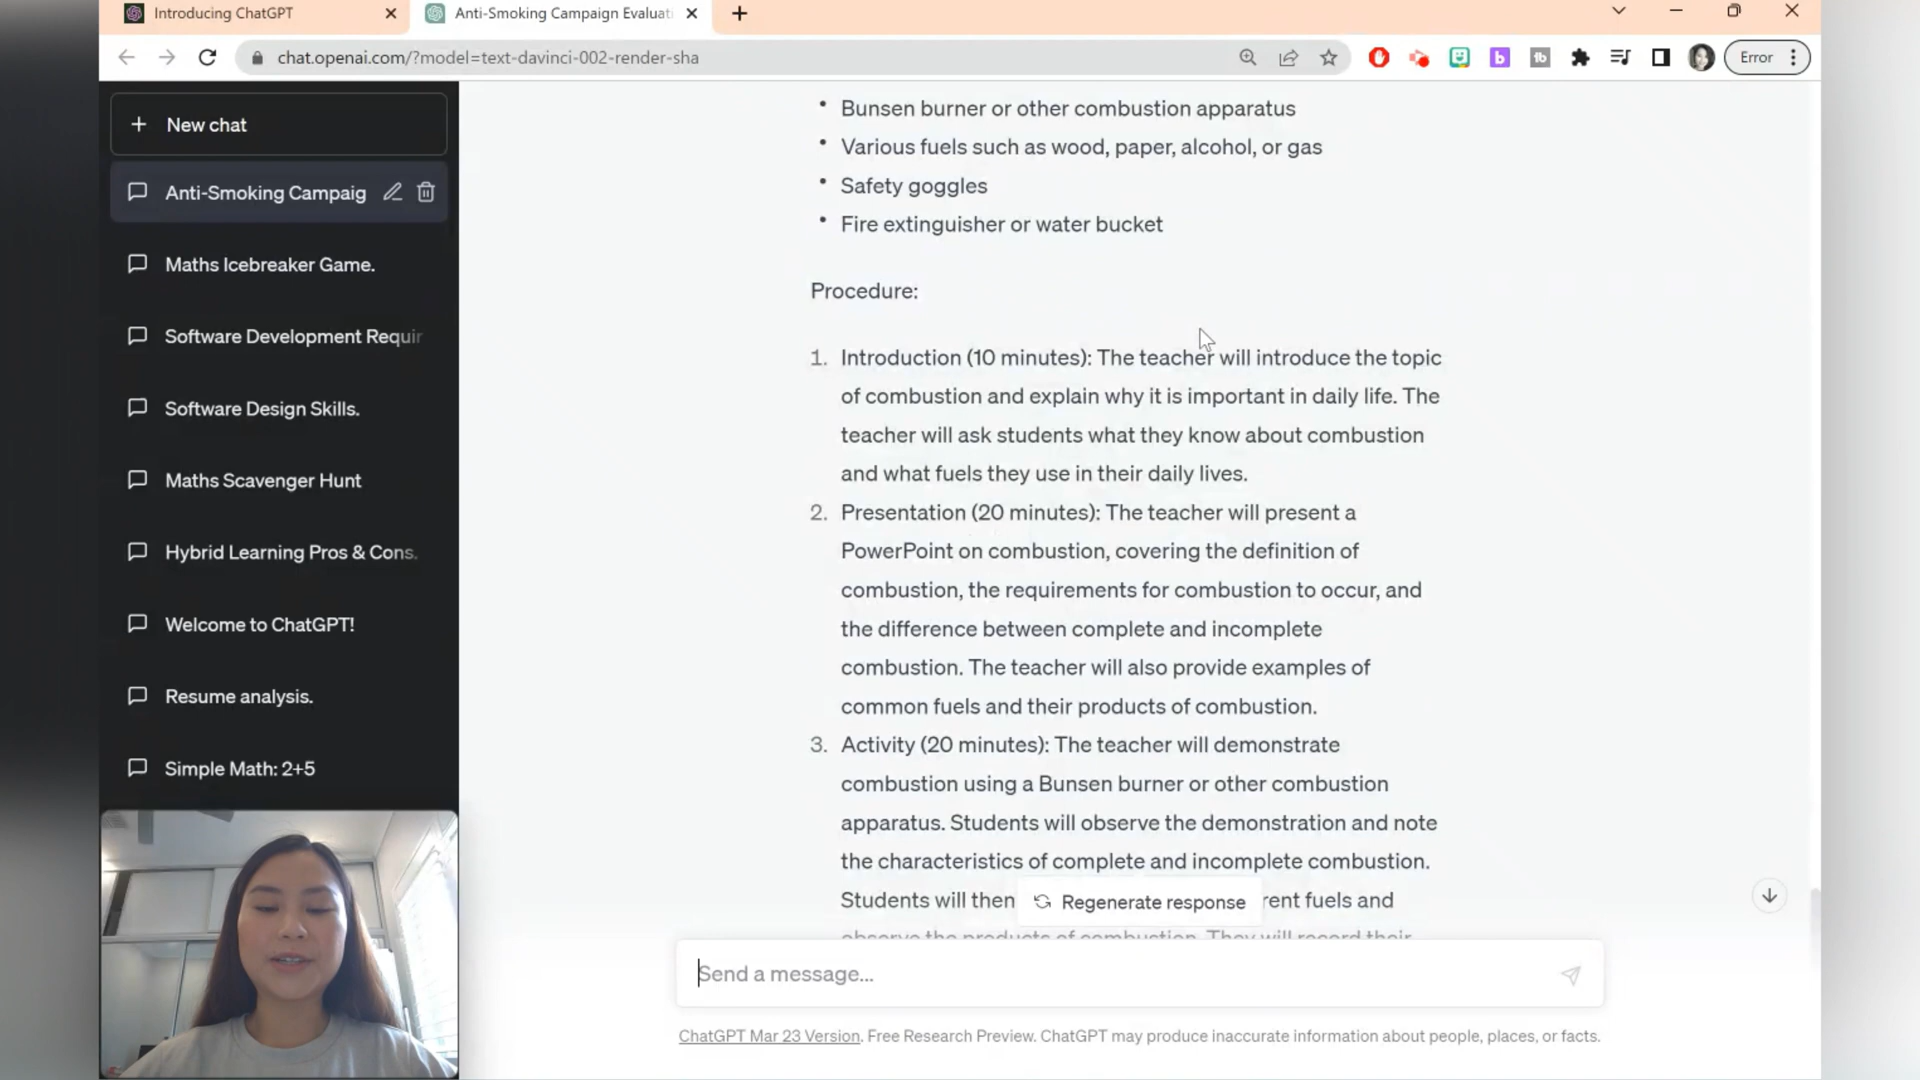 Introducing ChatGPT
Anti-Smoking Campaign Evaluati
chat.openai.com/?model=text-davinci-002-render-sha
b
tb
Error
New chat
Anti-Smoking Campaig
Maths Icebreaker Game.
Software Development Requir
Software Design Skills.
Maths Scavenger Hunt
Hybrid Learning Pros & Cons.
Welcome to ChatGPT!
Resume analysis.
Simple Math: 2+5
• Bunsen burner or other combustion apparatus
• Various fuels such as wood, paper, alcohol, or gas
• Safety goggles
• Fire extinguisher or water bucket
Procedure:
1. Introduction (10 minutes): The teacher will introduce the topic
of combustion and explain why it is important in daily life. The
teacher will ask students what they know about combustion
and what fuels they use in their daily lives.
2. Presentation (20 minutes): The teacher will present a
PowerPoint on combustion, covering the definition of
combustion, the requirements for combustion to occur, and
the difference between complete and incomplete
combustion. The teacher will also provide examples of
common fuels and their products of combustion.
3. Activity (20 minutes): The teacher will demonstrate
combustion using a Bunsen burner or other combustion
apparatus. Students will observe the demonstration and note
the characteristics of complete and incomplete combustion.
Students will then rent fuels and
Regenerate response
observe the products of combustion. They will record their
Send a message...
ChatGPT Mar 23 Version. Free Research Preview. ChatGPT may produce inaccurate information about people, places, or facts.